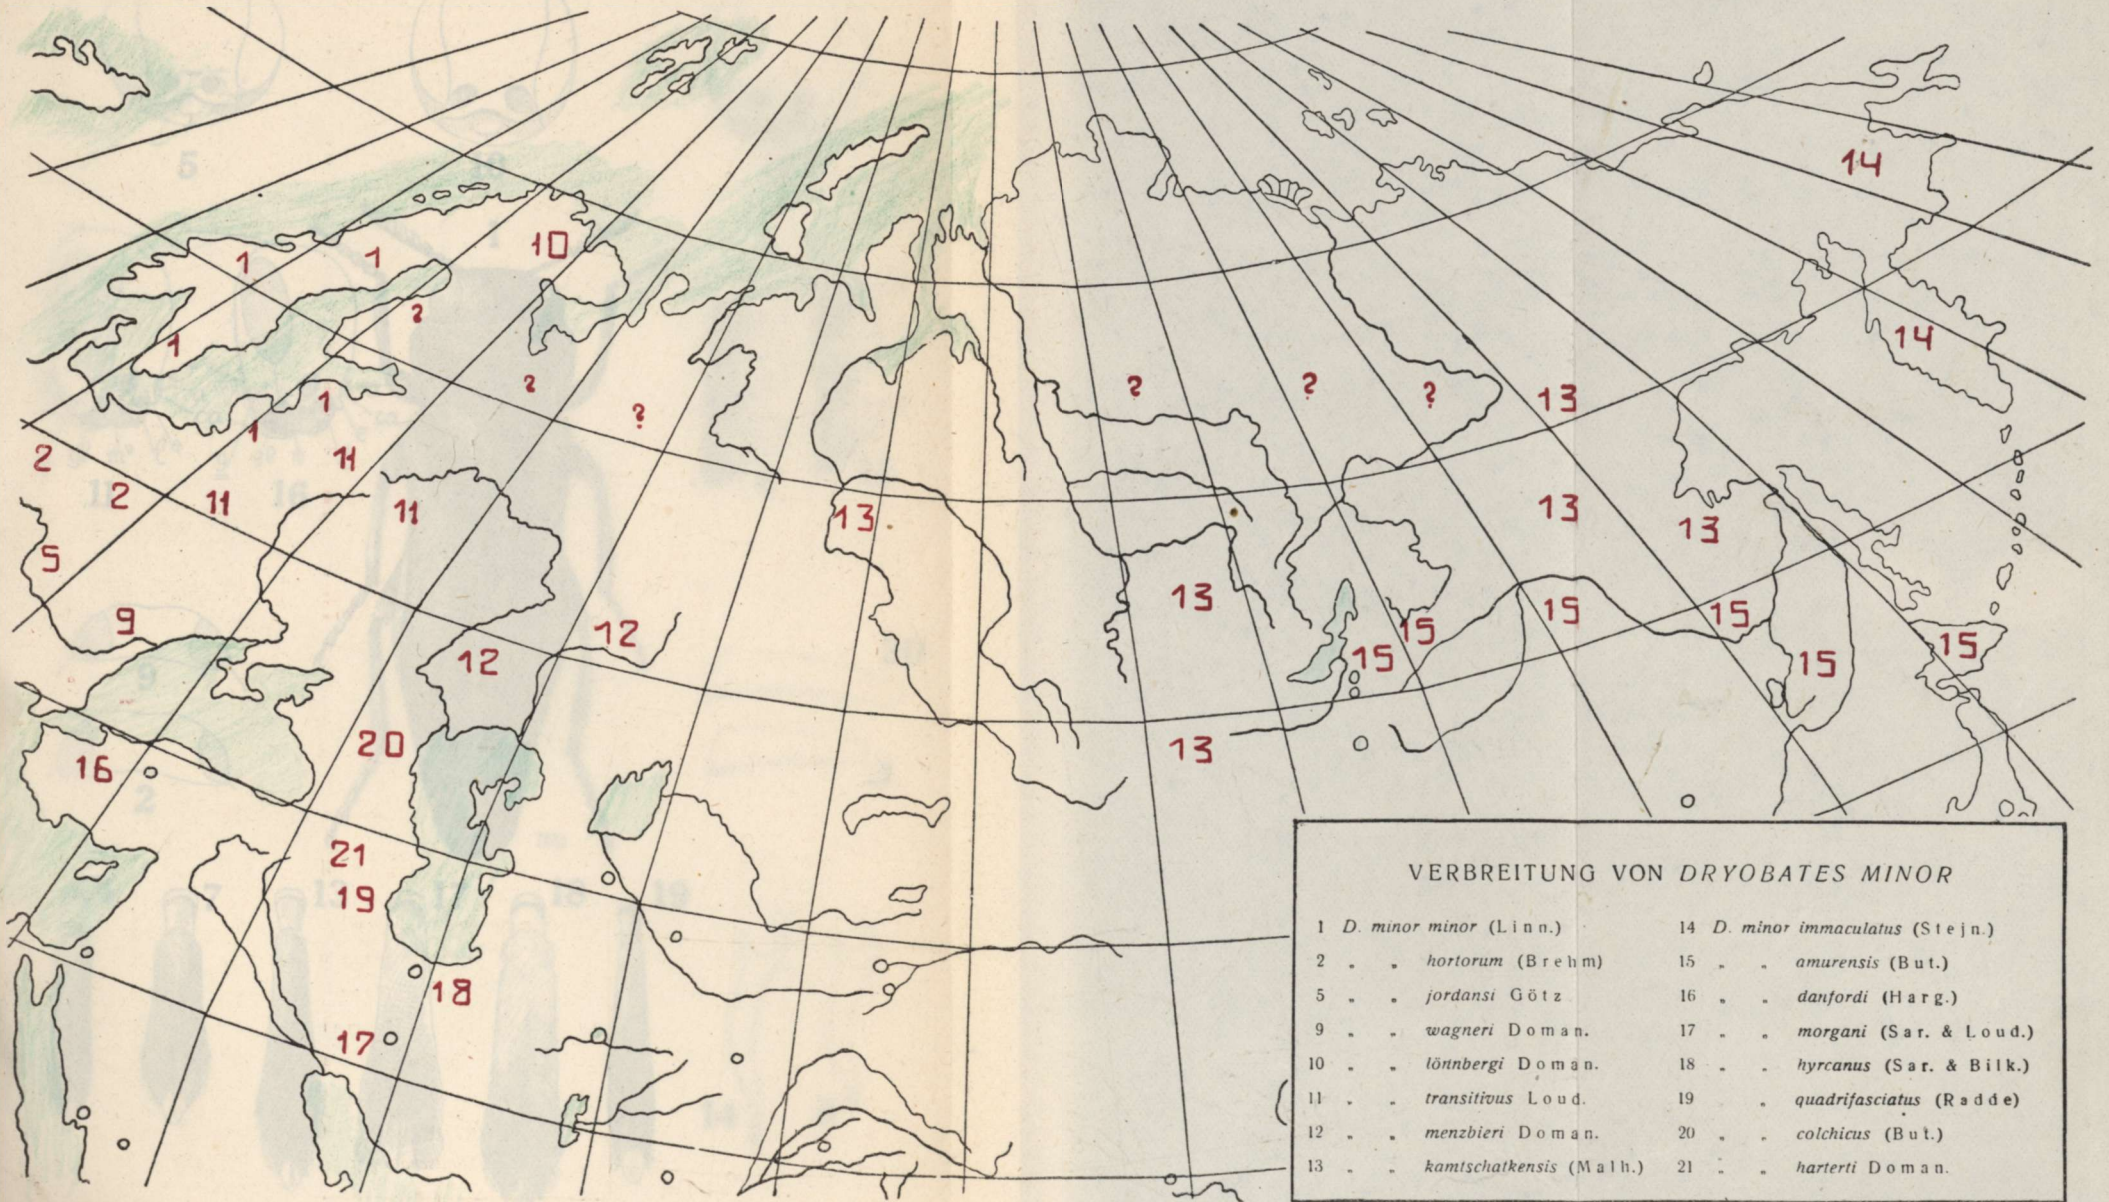 14
1 1 10
?
14
1
? ? ? ? ?
1 13
1
2 11
2 11 11 13 13 13
5
13
9 12 15 15
15
12 15 15 15
20 13
16
21
19
18
17
VERBREITUNG VON DRYOBATES MINOR
1 D. minor minor (Linn.)
2 „ „ hortorum (Brehm)
5 „ „ jordansi Götz
9 „ „ wagneri Doman.
10 „ „ lönnbergi Doman.
11 „ „ transitivus Loud.
12 „ „ menzbieri Doman.
13 „ „ kamtschatkensis (Malh.)
14 D. minor immaculatus (Stejn.)
15 „ „ amurensis (But.)
16 „ „ danfordi (Harg.)
17 „ „ morgani (Sar. & Loud.)
18 „ „ hyrcanus (Sar. & Bilk.)
19 „ quadrifasciatus (Radde)
20 „ „ colchicus (But.)
21 „ „ harterti Doman.